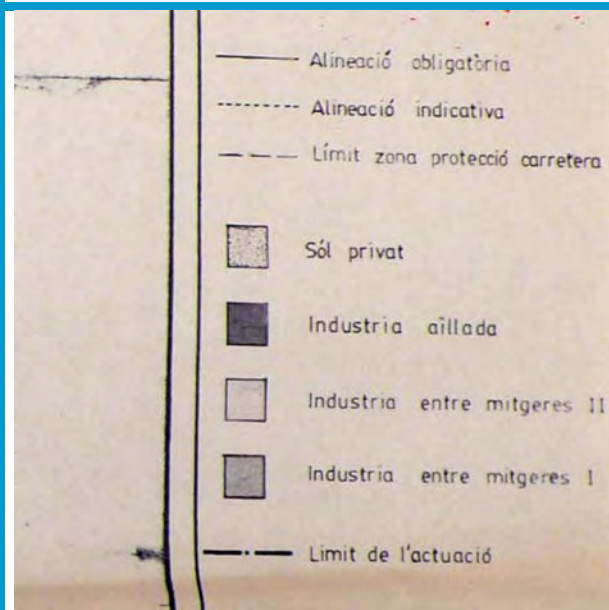 Alineació obligatòria
Alineació indicativa
Límit zona protecció carretera
Sól privat
Industria aïllada
Industria entre mitgeres II
Industria entre mitgeres I
Limit de l'actuació